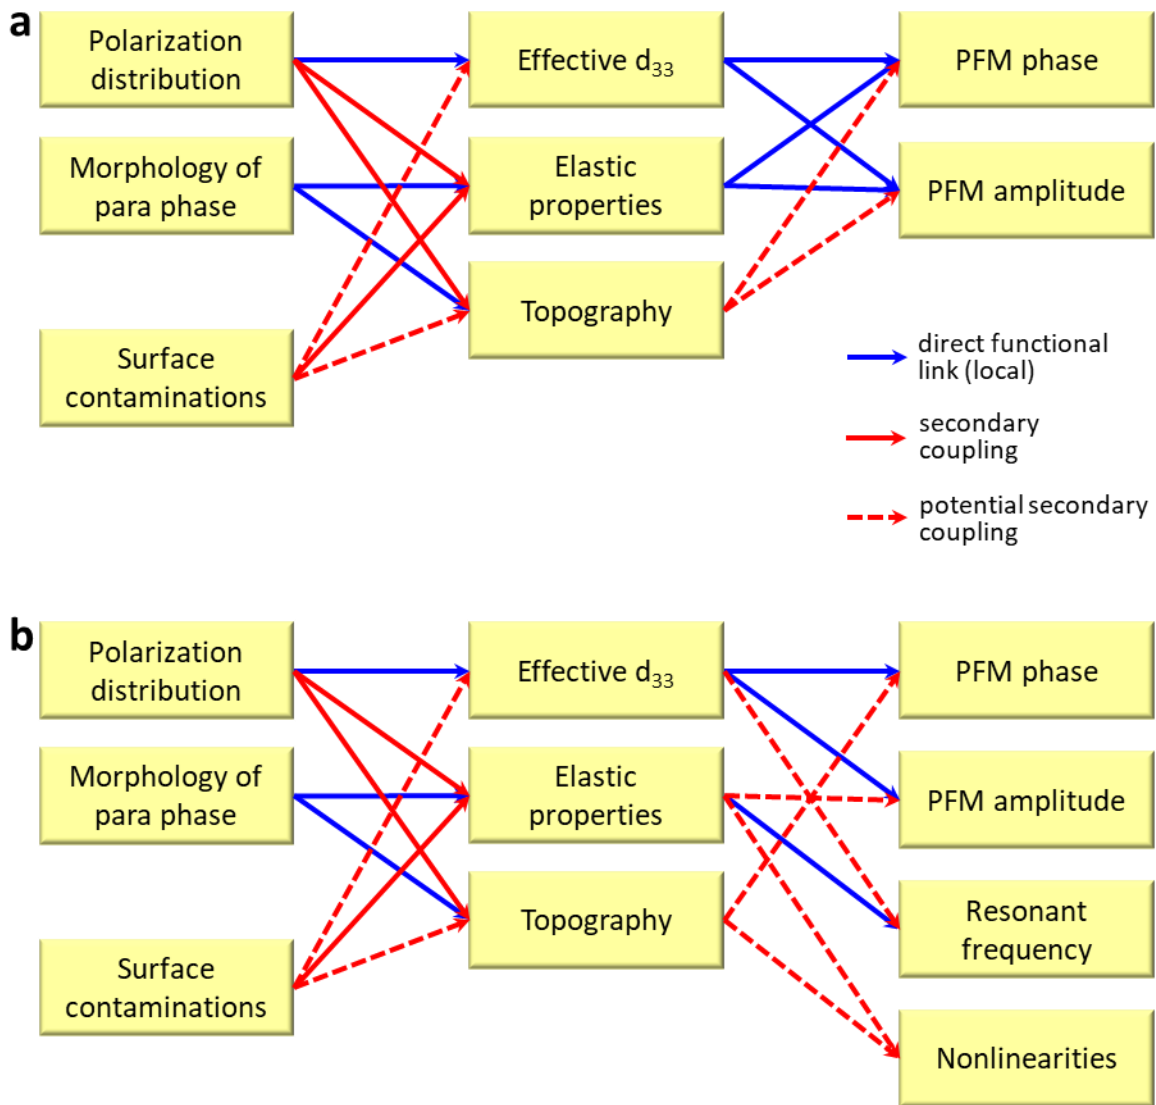 a
Polarization
distribution
Effective d₃₃
PFM phase
Morphology of
para phase
Elastic
properties
PFM amplitude
Topography
Surface
contaminations
direct functional
link (local)
secondary
coupling
potential secondary
coupling
b
Polarization
distribution
Effective d₃₃
PFM phase
Morphology of
para phase
Elastic
properties
PFM amplitude
Topography
Resonant
frequency
Surface
contaminations
Nonlinearities